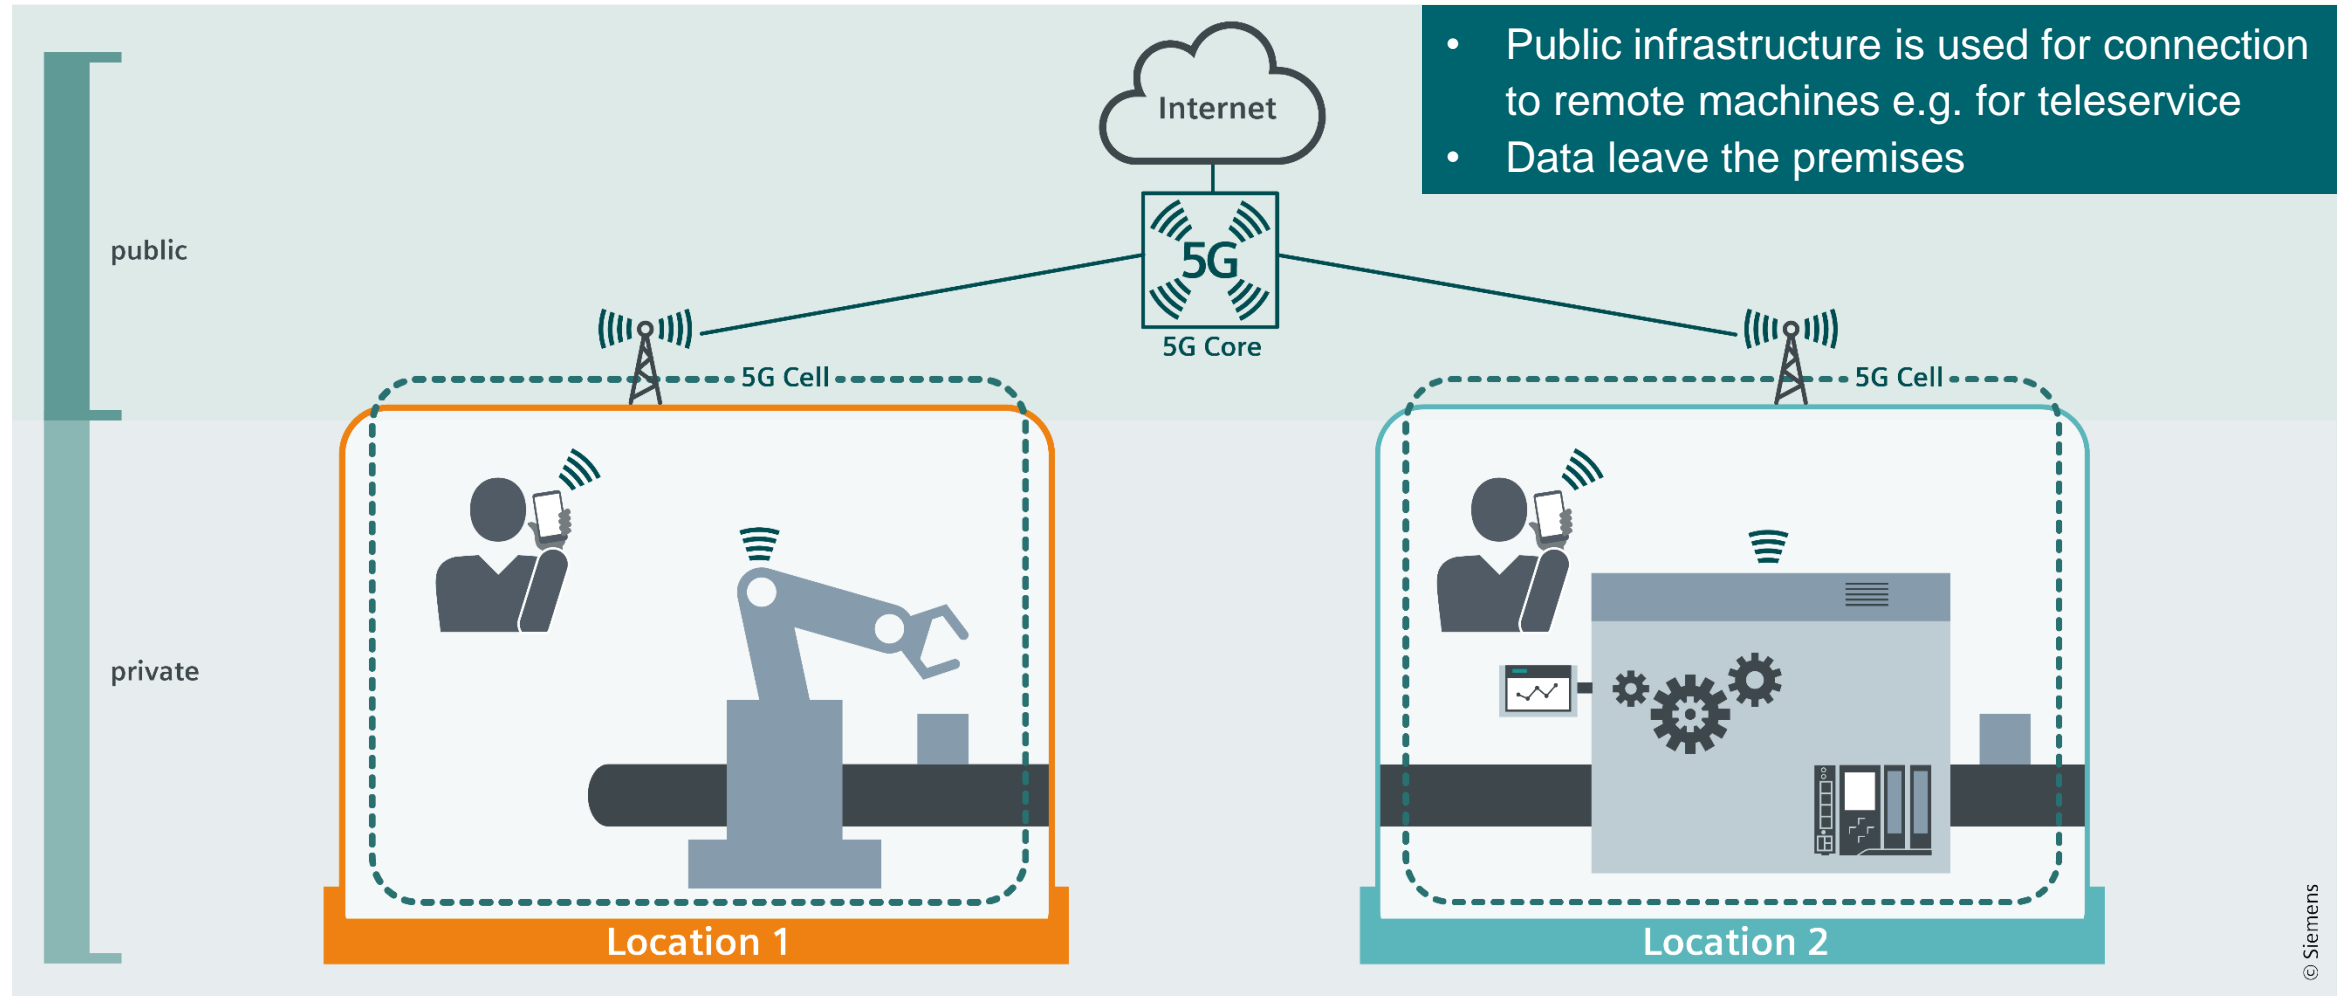 • Public infrastructure is used for connection
to remote machines e.g. for teleservice
• Data leave the premises
Internet
5G
5G Core
public
5G Cell
5G Cell
private
Location 1
Location 2
© Siemens